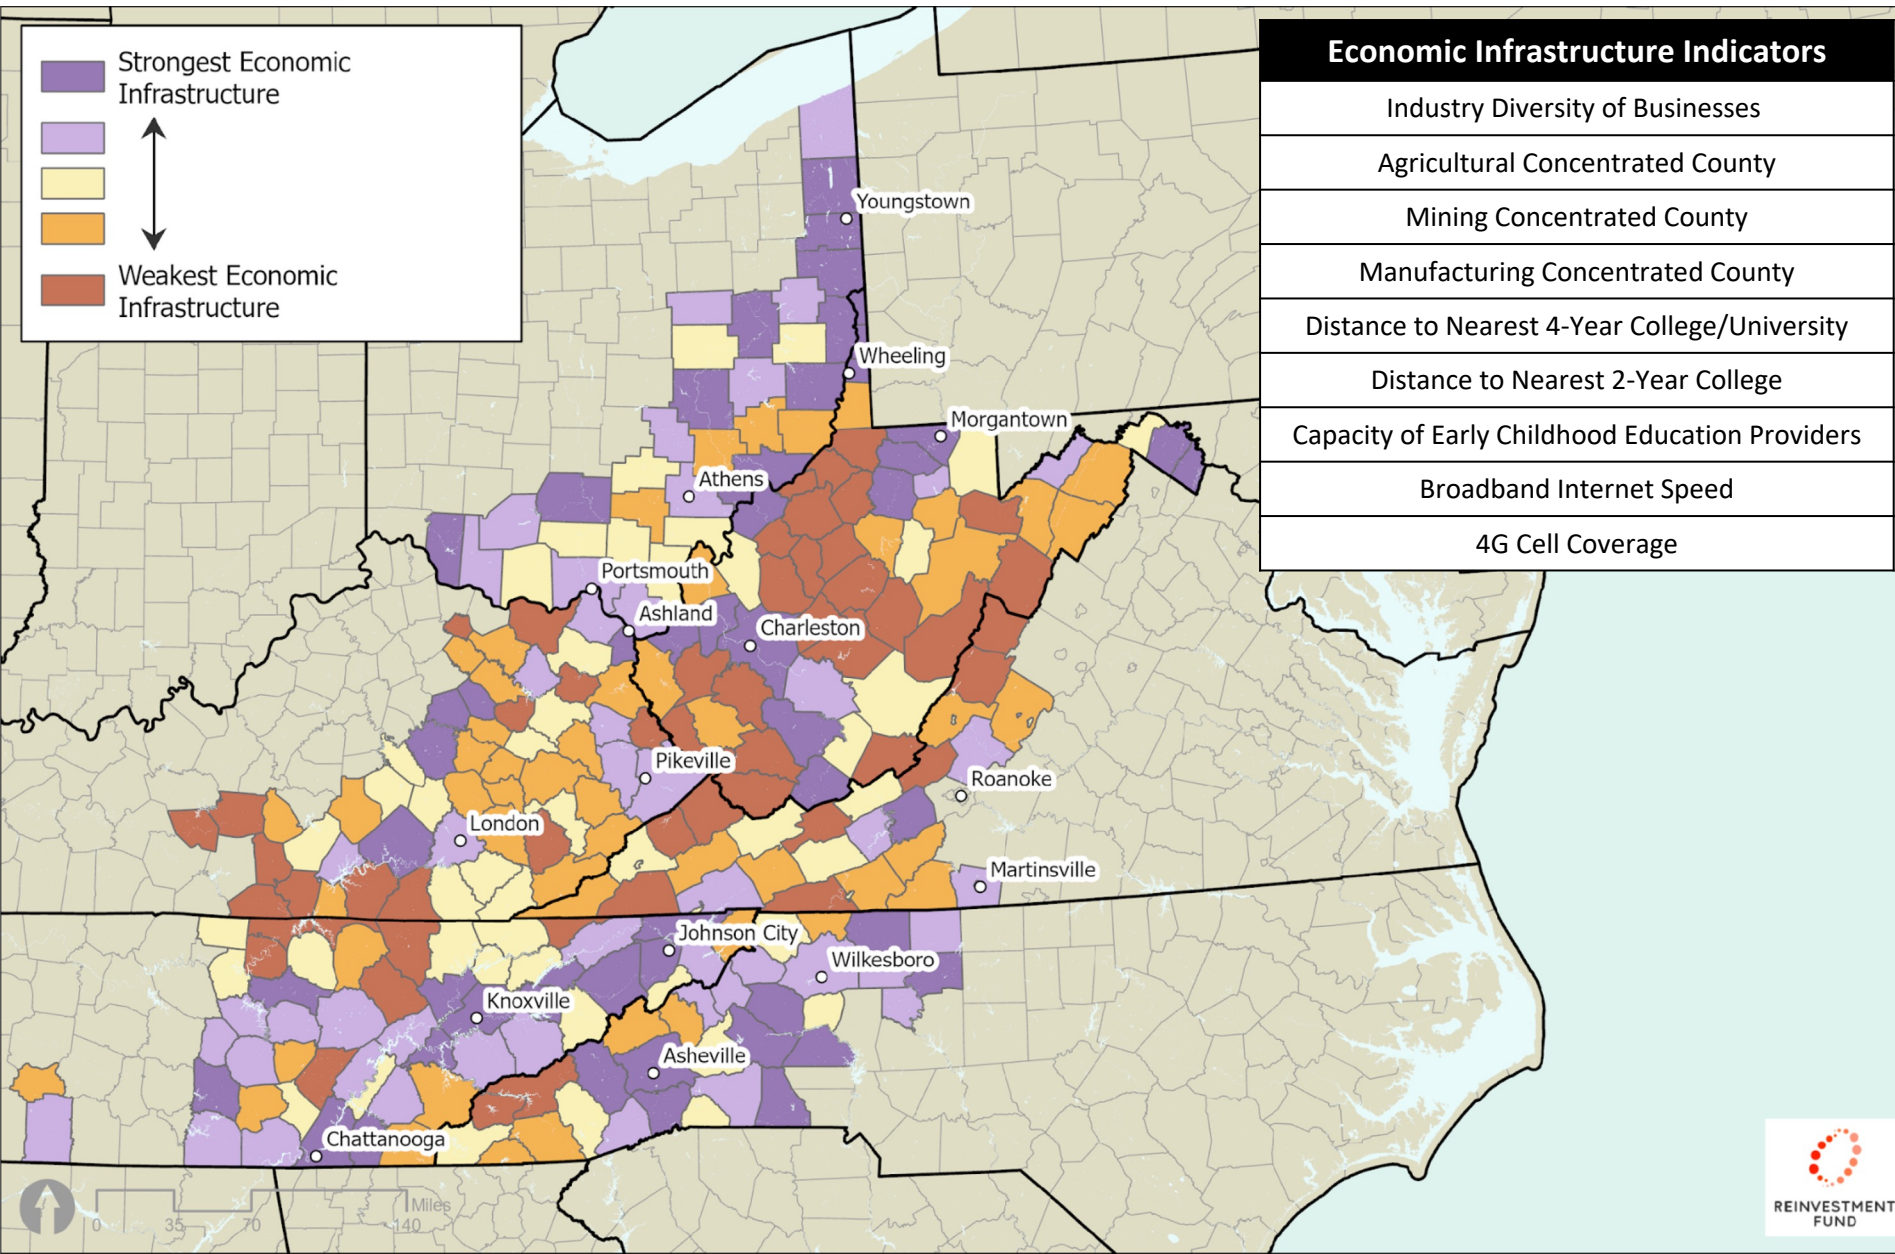 Strongest Economic
Infrastructure
Weakest Economic
Infrastructure
Economic Infrastructure Indicators
Industry Diversity of Businesses
Agricultural Concentrated County
Mining Concentrated County
Manufacturing Concentrated County
Distance to Nearest 4-Year College/University
Distance to Nearest 2-Year College
Capacity of Early Childhood Education Providers
Broadband Internet Speed
4G Cell Coverage
Youngstown
Wheeling
Morgantown
Athens
Portsmouth
Ashland
Charleston
Pikeville
Roanoke
London
Martinsville
Johnson City
Wilkesboro
Knoxville
Asheville
Chattanooga
Miles
0 35 70 140
REINVESTMENT
FUND